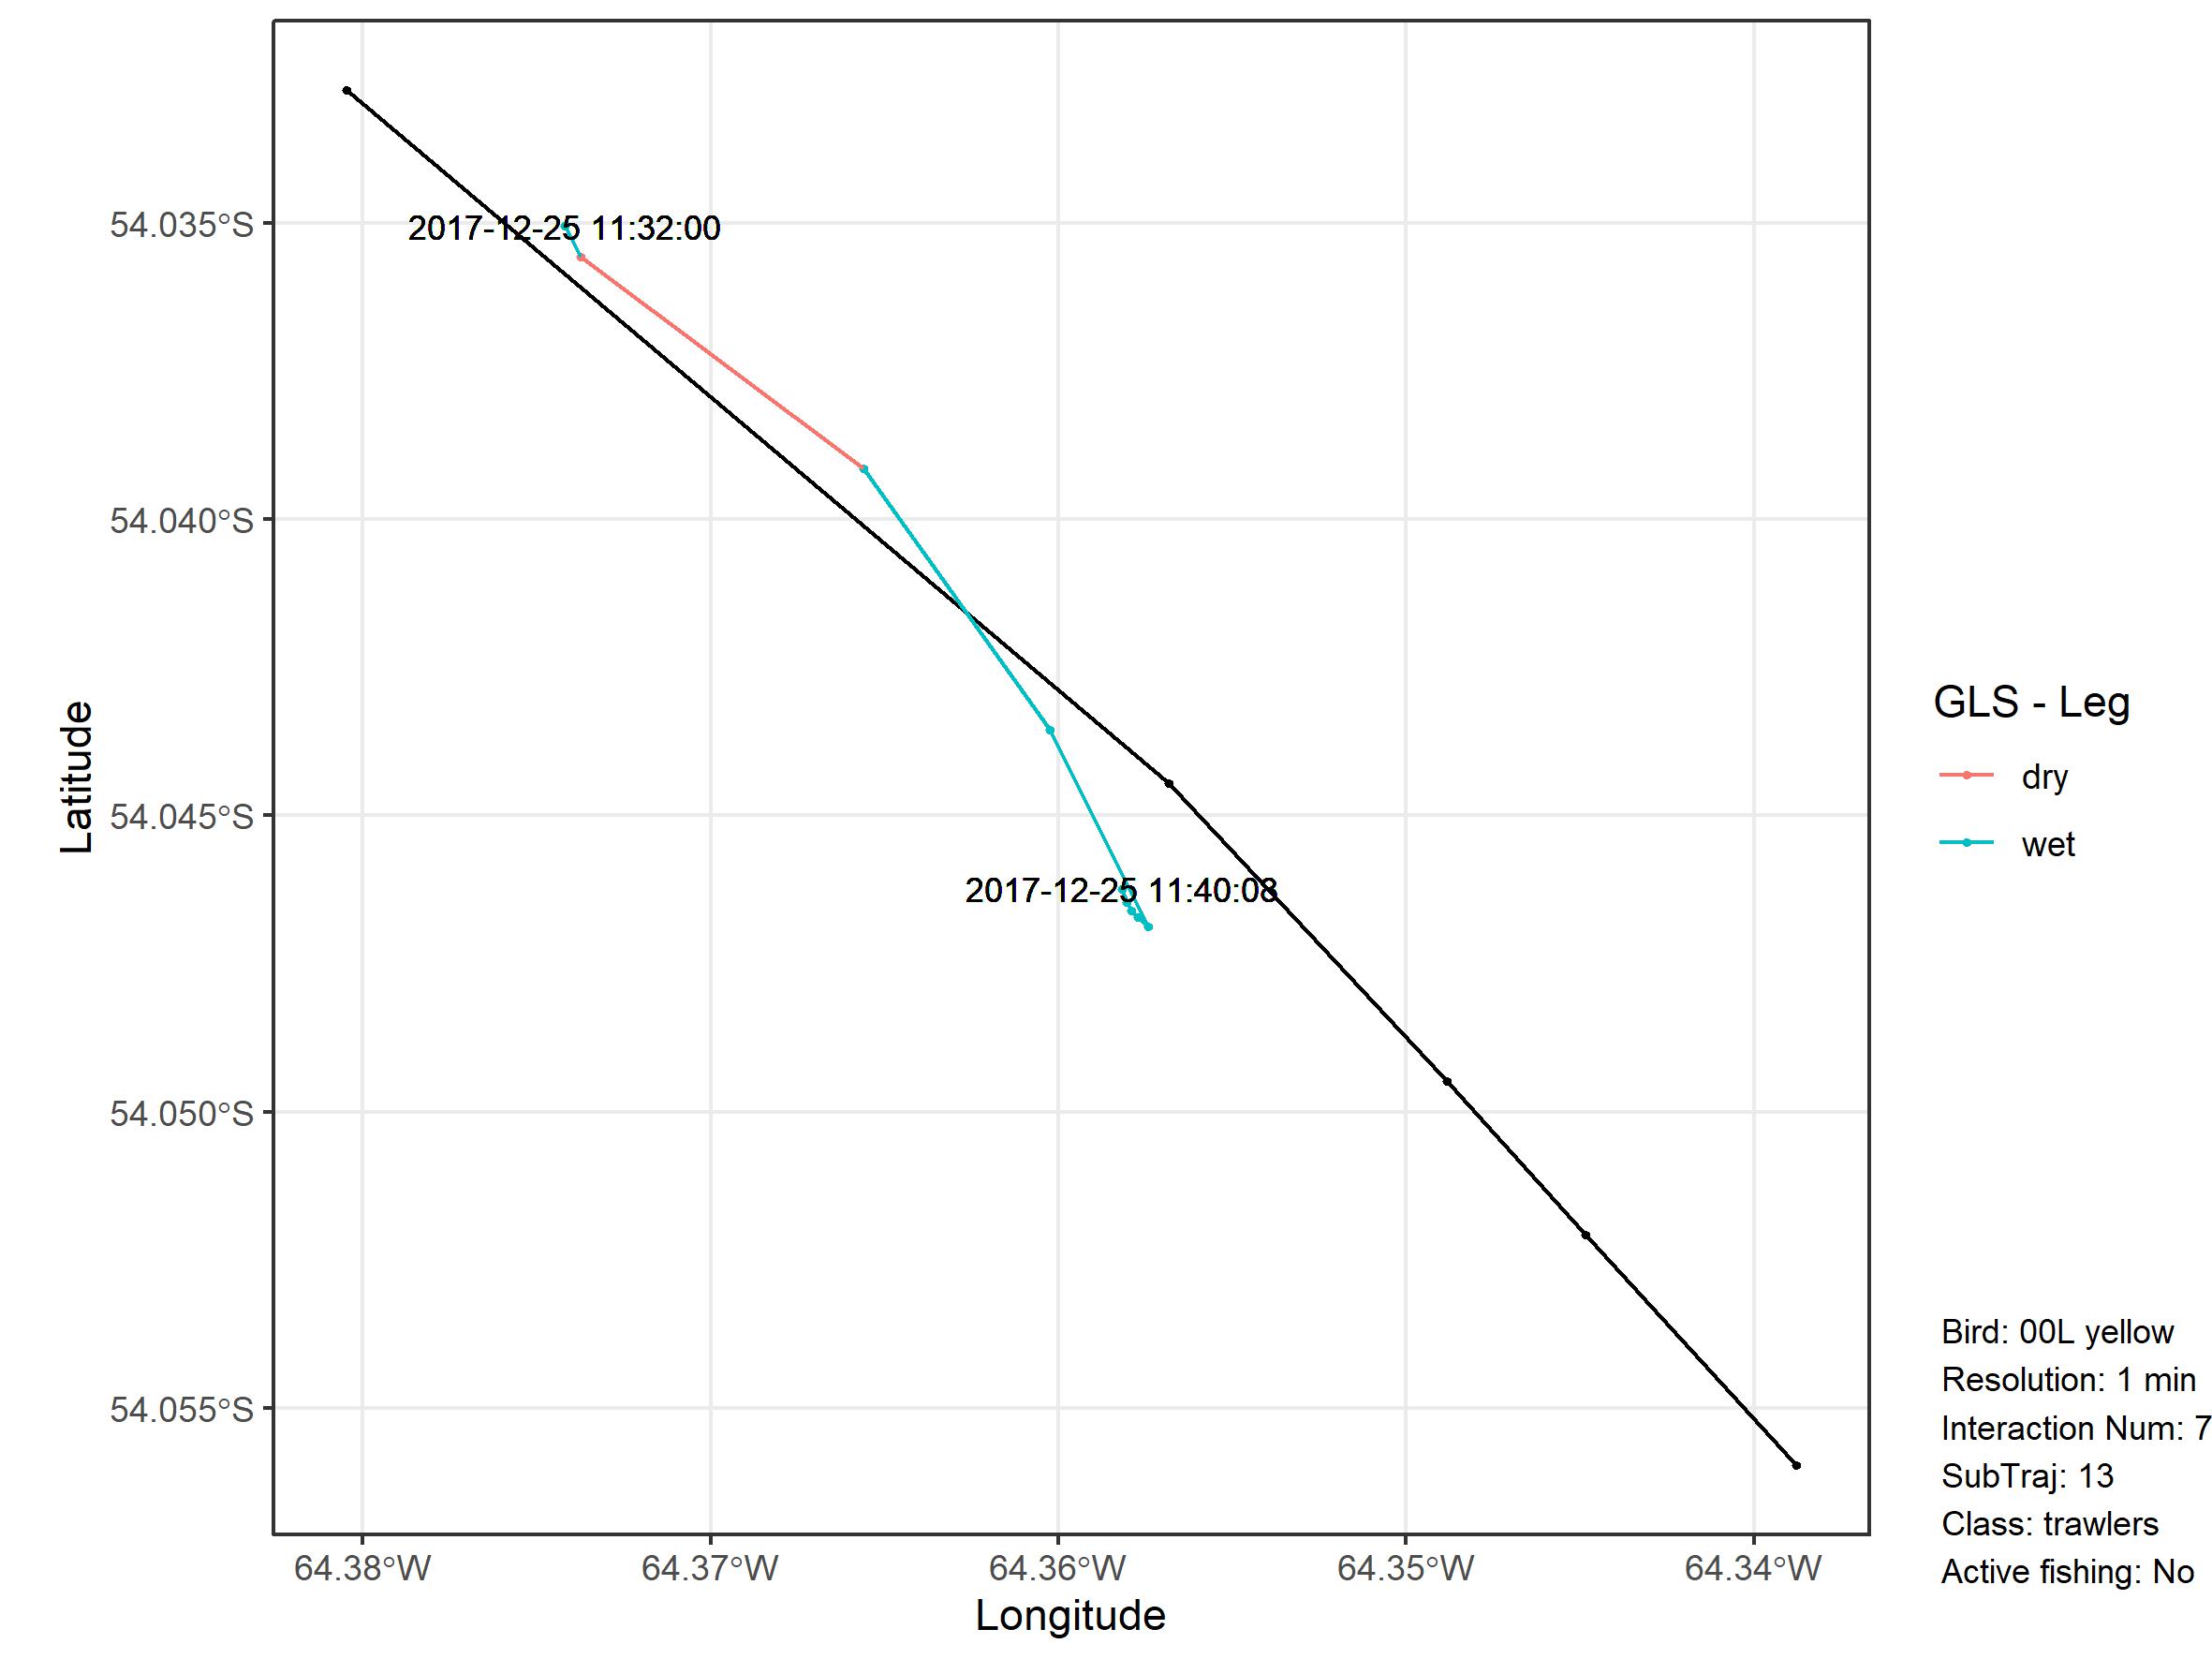 2017-12-25 11:32:00
54.035°S
54.040°S
54.045°S
2017-12-25 11:40:08
54.050°S
54.055°S
Latitude
64.38°W 64.37°W 64.36°W 64.35°W 64.34°W
Longitude
GLS - Leg
dry
wet
Bird: 00L yellow
Resolution: 1 min
Interaction Num: 7
SubTraj: 13
Class: trawlers
Active fishing: No